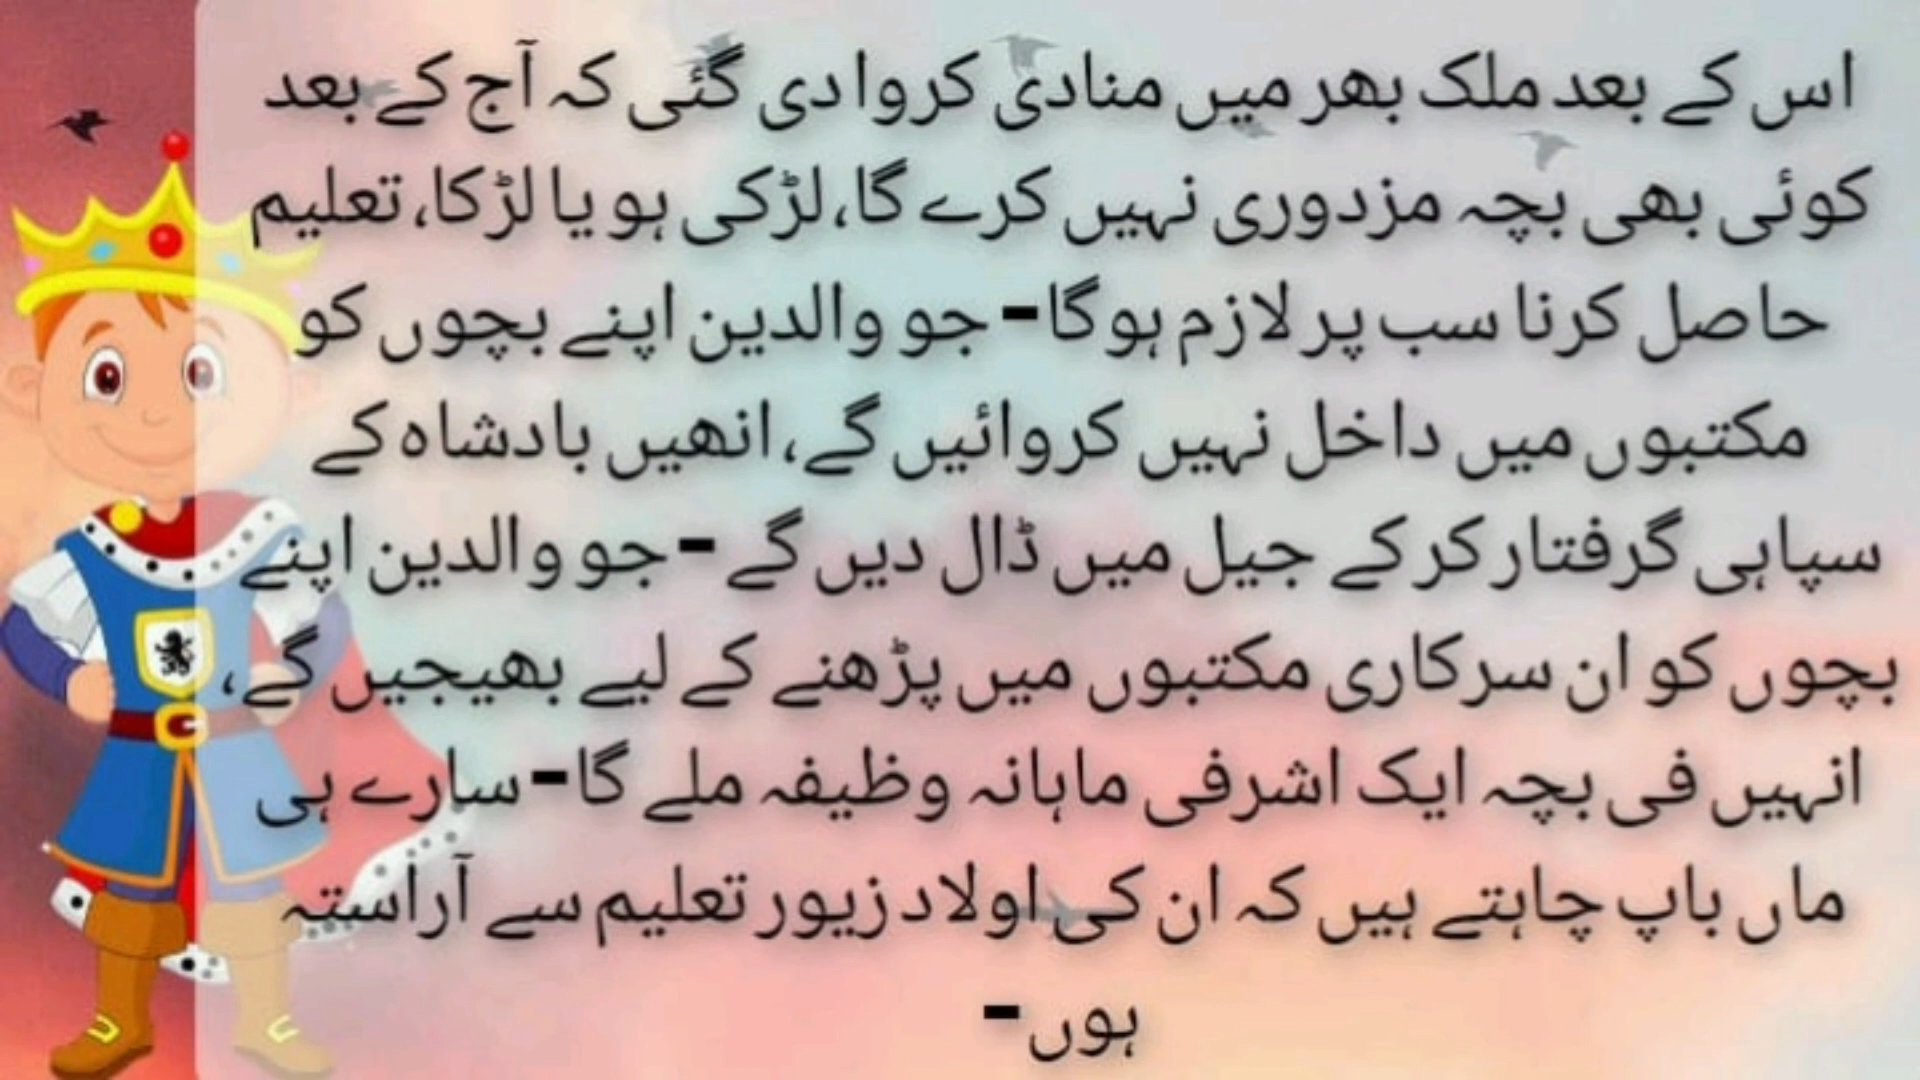 اس کے بعد ملک بھر میں منادی کروا دی گئی کہ آج کے بعد
کوئی بھی بچہ مزدوری نہیں کرے گا، لڑکی ہو یا لڑکا، تعلیم
حاصل کرنا سب پر لازم ہوگا- جو والدین اپنے بچوں کو
مکتبوں میں داخل نہیں کروائیں گے، انھیں بادشاہ کے
سپاہی گرفتار کر کے جیل میں ڈال دیں گے- جو والدین اپنے
بچوں کو ان سرکاری مکتبوں میں پڑھنے کے لیے بھیجیں گے،
انہیں فی بچہ ایک اشرفی ماہانہ وظیفہ ملے گا- سارے ہی
ماں باپ چاہتے ہیں کہ ان کی اولاد زیور تعلیم سے آراستہ
ہوں-